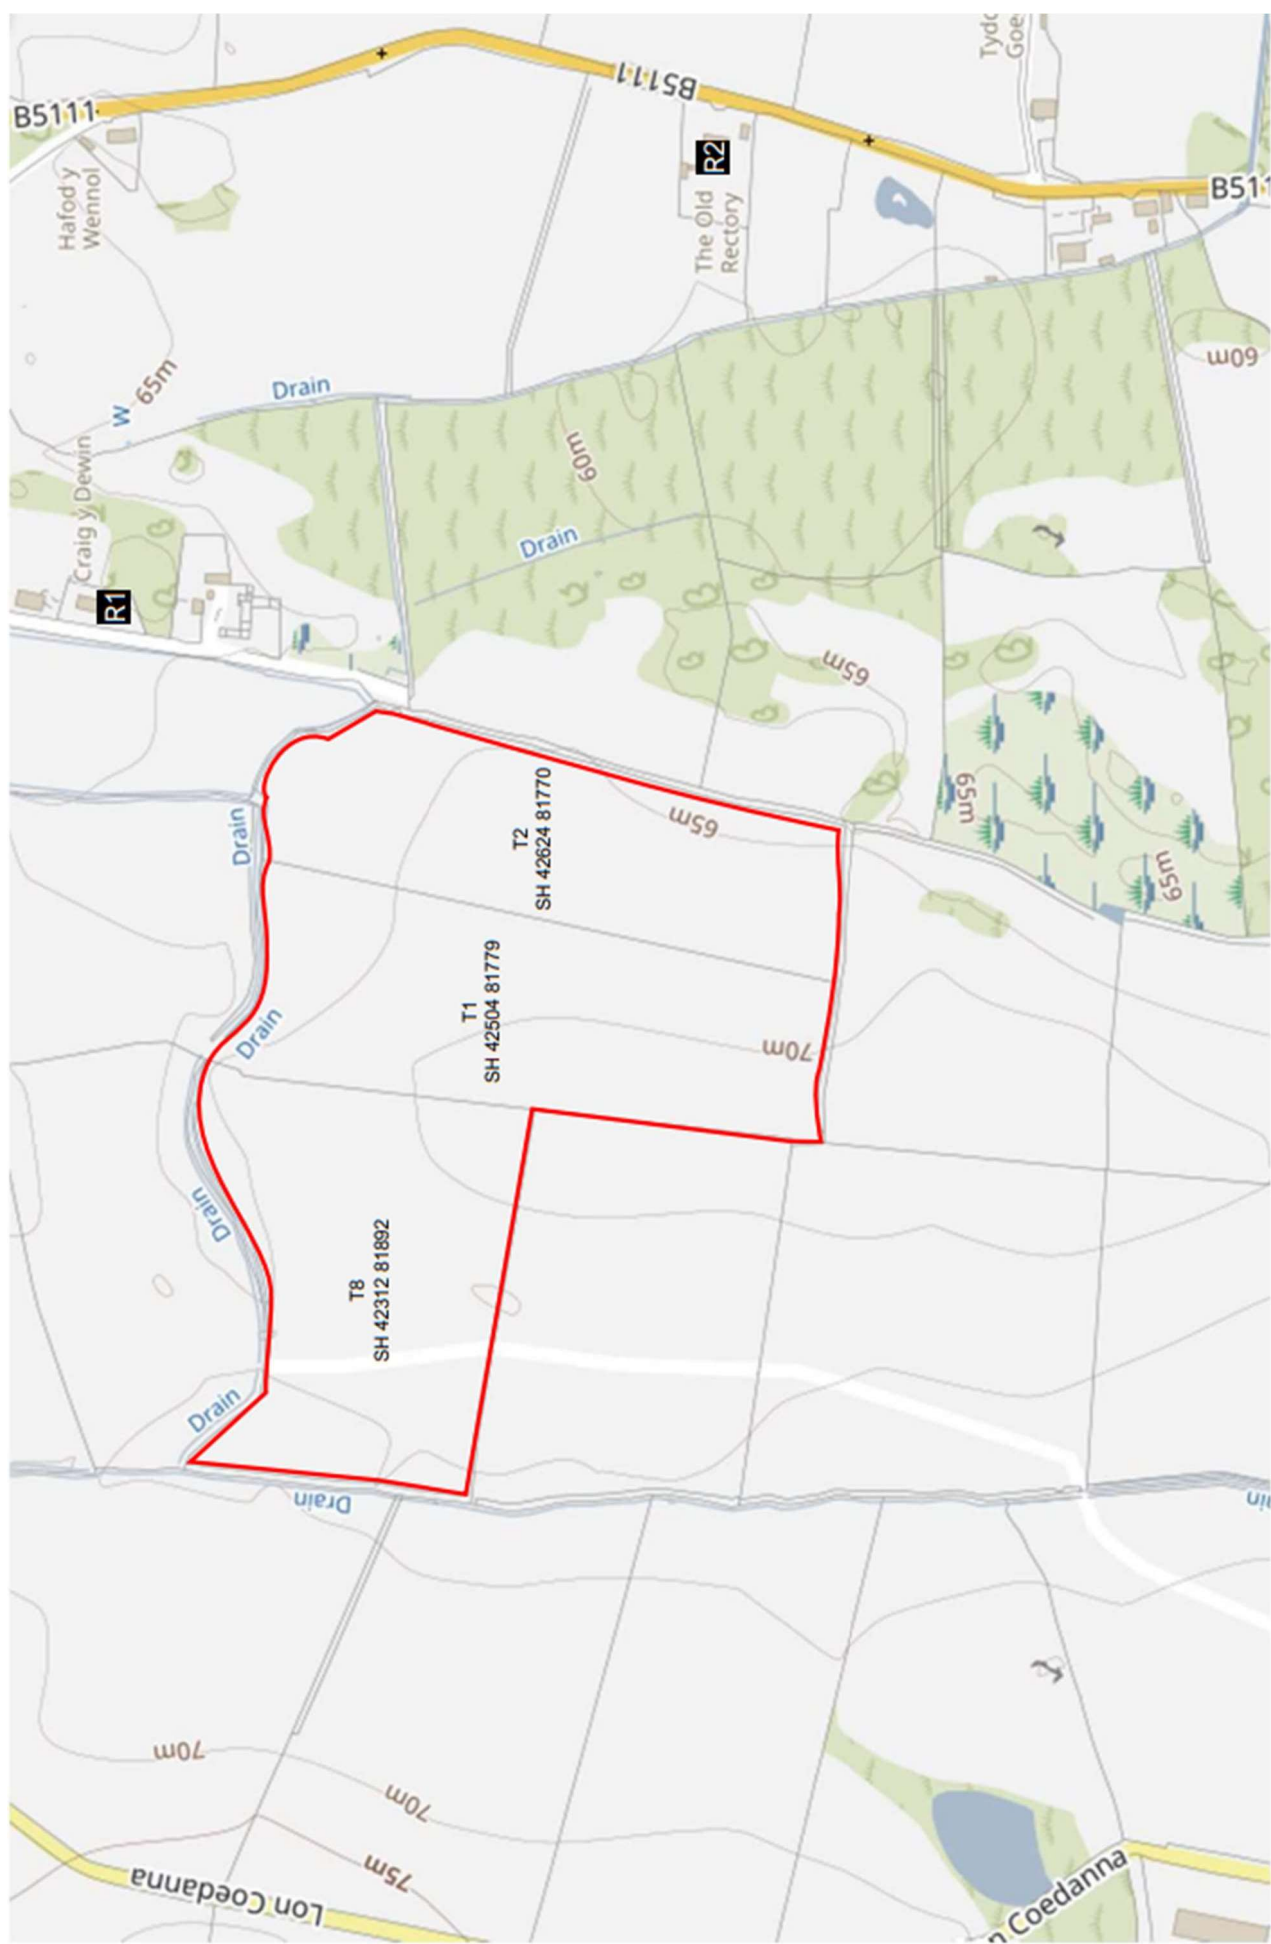 B5111
B5111
Tydd
Goe
Hafod y
Wennol
R2
The Old
Rectory
B511
65m
W
Drain
60m
Craig y Dewin
60m
Drain
R1
65m
65m
65m
Drain
T2
SH 42624 81770
65m
T1
SH 42504 81779
Drain
70m
Drain
T8
SH 42312 81892
Drain
Drain
ain
70m
70m
75m
Lon Coedanna
n Coedanna